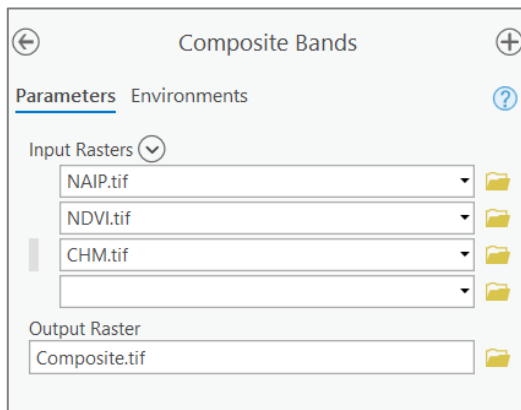 Composite Bands
Parameters Environments
Input Rasters
NAIP.tif
NDVI.tif
CHM.tif
Output Raster
Composite.tif